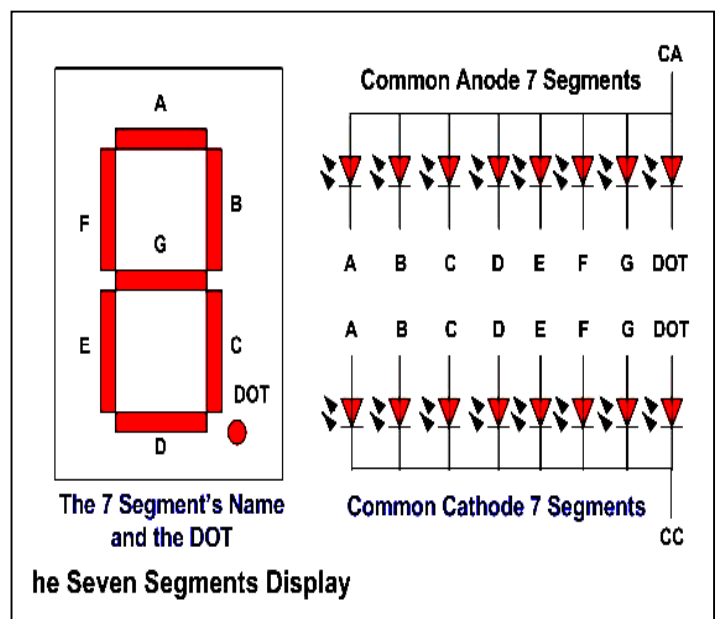 A
F
B
G
E
C
DOT
D
The 7 Segment's Name
and the DOT
CA
Common Anode 7 Segments
A B C D E F G DOT
A B C D E F G DOT
Common Cathode 7 Segments
CC
he Seven Segments Display